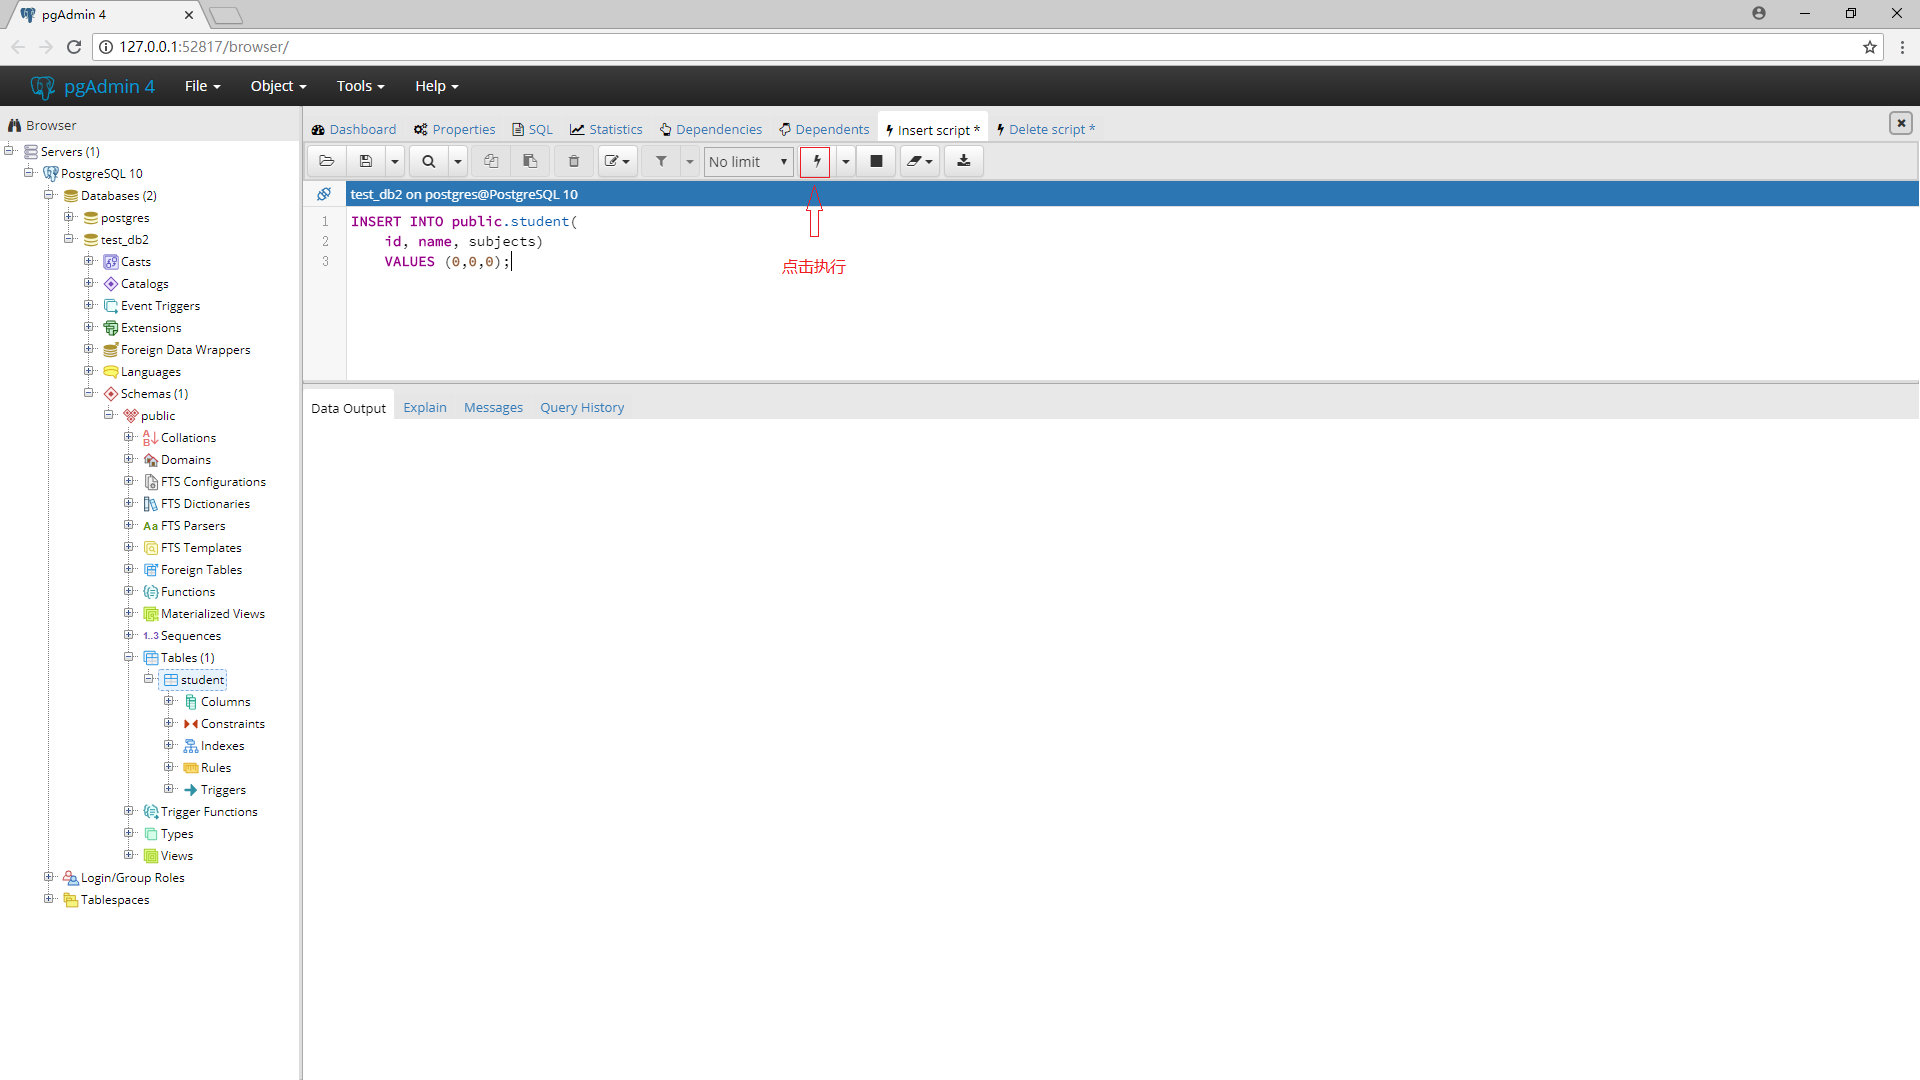 pgAdmin 4
127.0.0.1:52817/browser/
pgAdmin 4 File Object Tools Help
Browser
Dashboard Properties SQL Statistics Dependencies Dependents Insert script * Delete script *
No limit
test_db2 on postgres@PostgreSQL 10
1 INSERT INTO public.student(
2 id, name, subjects)
3 VALUES (0,0,0);
点击执行
Data Output Explain Messages Query History
Servers (1)
PostgreSQL 10
Databases (2)
postgres
test_db2
Casts
Catalogs
Event Triggers
Extensions
Foreign Data Wrappers
Languages
Schemas (1)
public
Collations
Domains
FTS Configurations
FTS Dictionaries
Aa FTS Parsers
FTS Templates
Foreign Tables
Functions
Materialized Views
1..3 Sequences
Tables (1)
student
Columns
Constraints
Indexes
Rules
Triggers
Trigger Functions
Types
Views
Login/Group Roles
Tablespaces